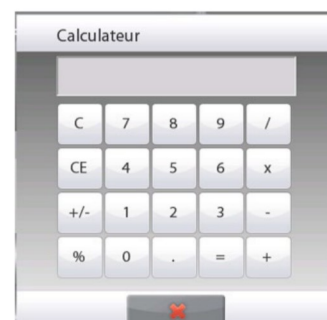 Calculateur
C 7 8 9 /
CE 4 5 6 x
+/- 1 2 3 -
% 0 . = +